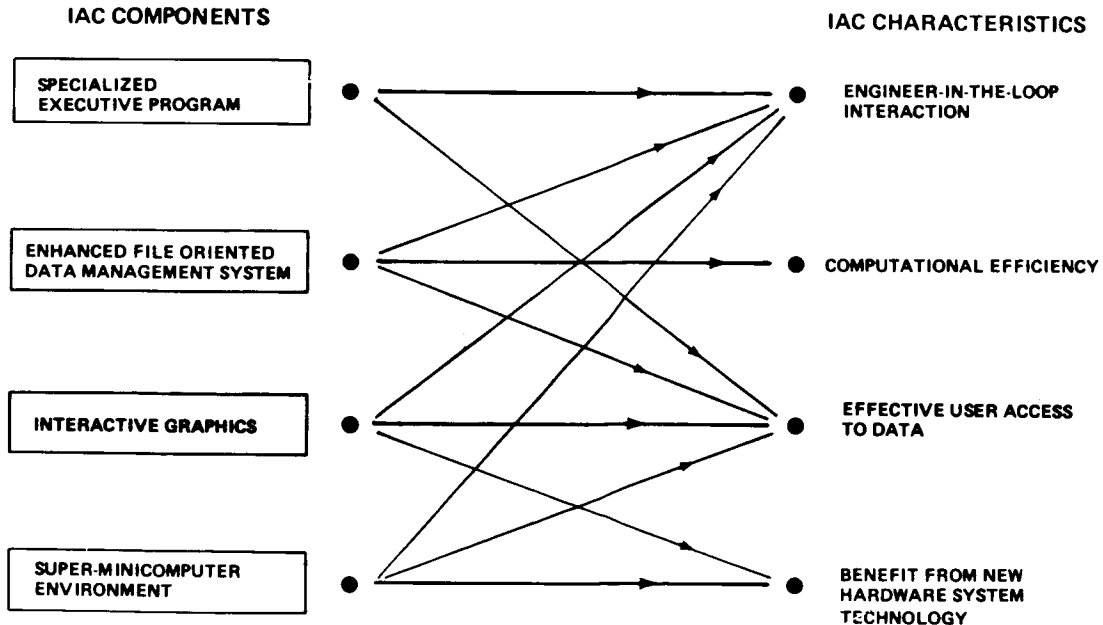 IAC COMPONENTS
SPECIALIZED
EXECUTIVE PROGRAM
ENHANCED FILE ORIENTED
DATA MANAGEMENT SYSTEM
INTERACTIVE GRAPHICS
SUPER-MINICOMPUTER
ENVIRONMENT
IAC CHARACTERISTICS
ENGINEER-IN-THE-LOOP
INTERACTION
COMPUTATIONAL EFFICIENCY
EFFECTIVE USER ACCESS
TO DATA
BENEFIT FROM NEW
HARDWARE SYSTEM
TECHNOLOGY